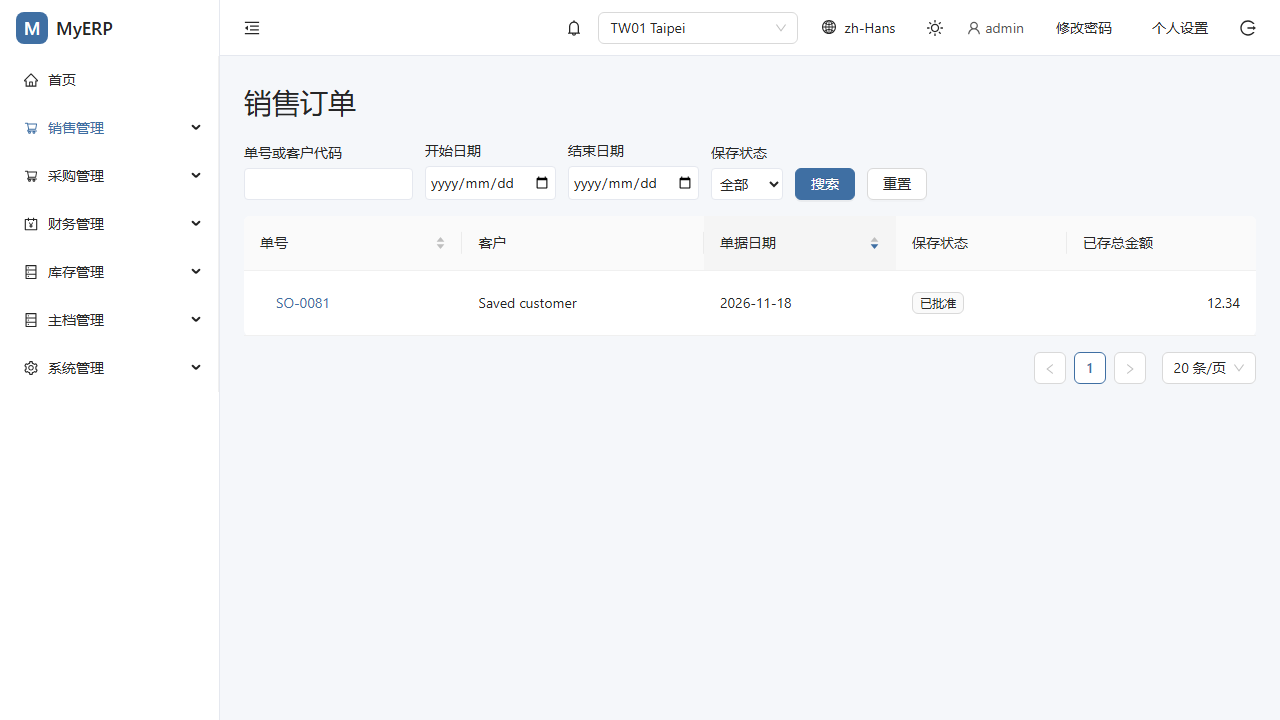 M MyERP
TW01 Taipei
zh-Hans
admin
修改密码
个人设置
首页
销售管理
采购管理
财务管理
库存管理
主档管理
系统管理
销售订单
单号或客户代码 开始日期 结束日期 保存状态
yyyy/mm/dd yyyy/mm/dd 全部 搜索 重置
单号 客户 单据日期 保存状态 已存总金额
SO-0081 Saved customer 2026-11-18 已批准 12.34
1 20 条/页